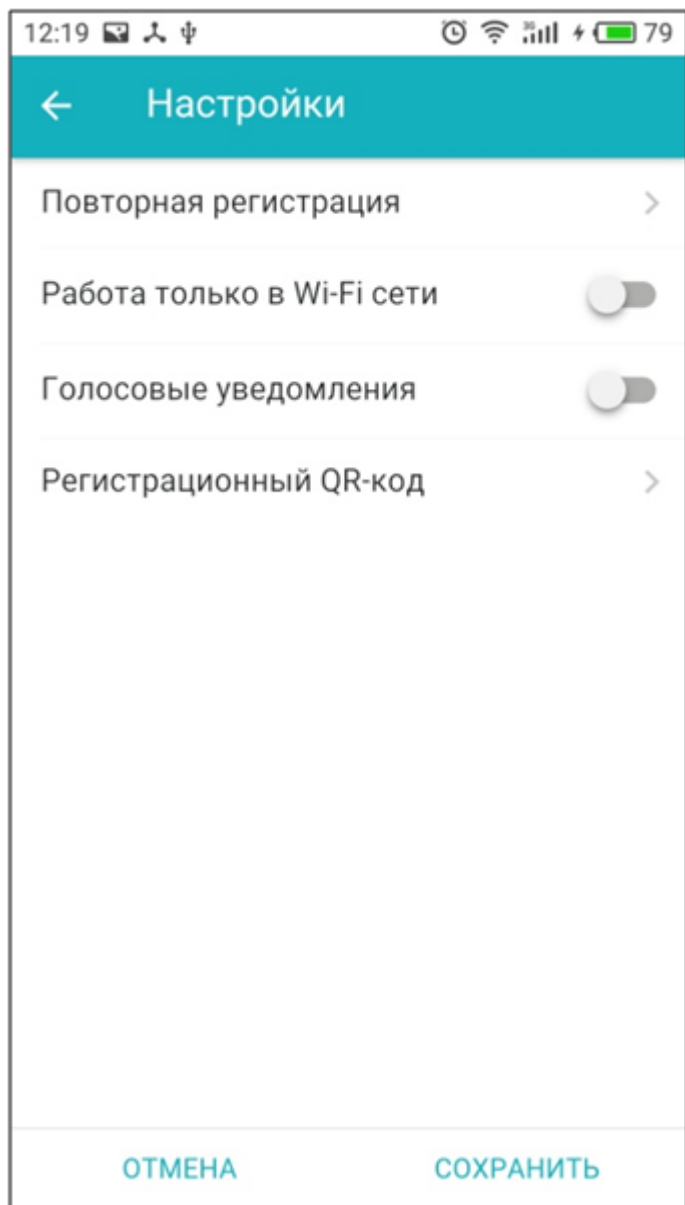 12:19 79
Настройки
Повторная регистрация
Работа только в Wi-Fi сети
Голосовые уведомления
Регистрационный QR-код
ОТМЕНА СОХРАНИТЬ